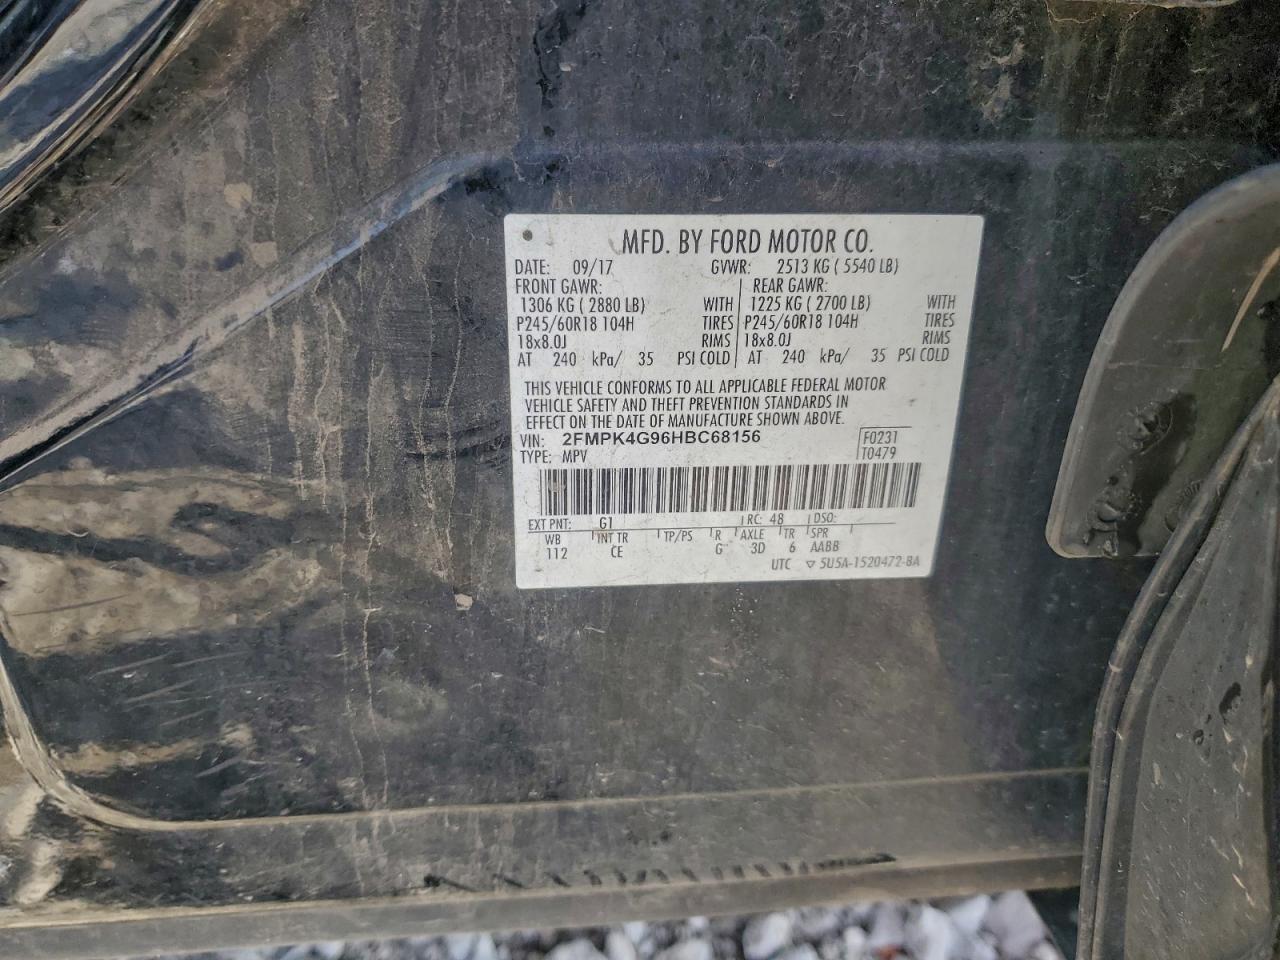 MFD. BY FORD MOTOR CO.
DATE: 09/17 GVWR: 2513 KG ( 5540 LB)
FRONT GAWR: REAR GAWR:
1306 KG ( 2880 LB) WITH 1225 KG ( 2700 LB) WITH
P245/60R18 104H TIRES P245/60R18 104H TIRES
18x8.0J RIMS 18x8.0J RIMS
AT 240 kPa/ 35 PSI COLD AT 240 kPa/ 35 PSI COLD
THIS VEHICLE CONFORMS TO ALL APPLICABLE FEDERAL MOTOR
VEHICLE SAFETY AND THEFT PREVENTION STANDARDS IN
EFFECT ON THE DATE OF MANUFACTURE SHOWN ABOVE.
VIN: 2FMPK4G96HBC68156 F0231
TYPE: MPV T0479
EXT PNT: G1 RC: 48 DSO:
WB INT TR TP/PS R AXLE TR SPR
112 CE G 3D 6 AABB
UTC ▽ 5U5A-1520472-BA